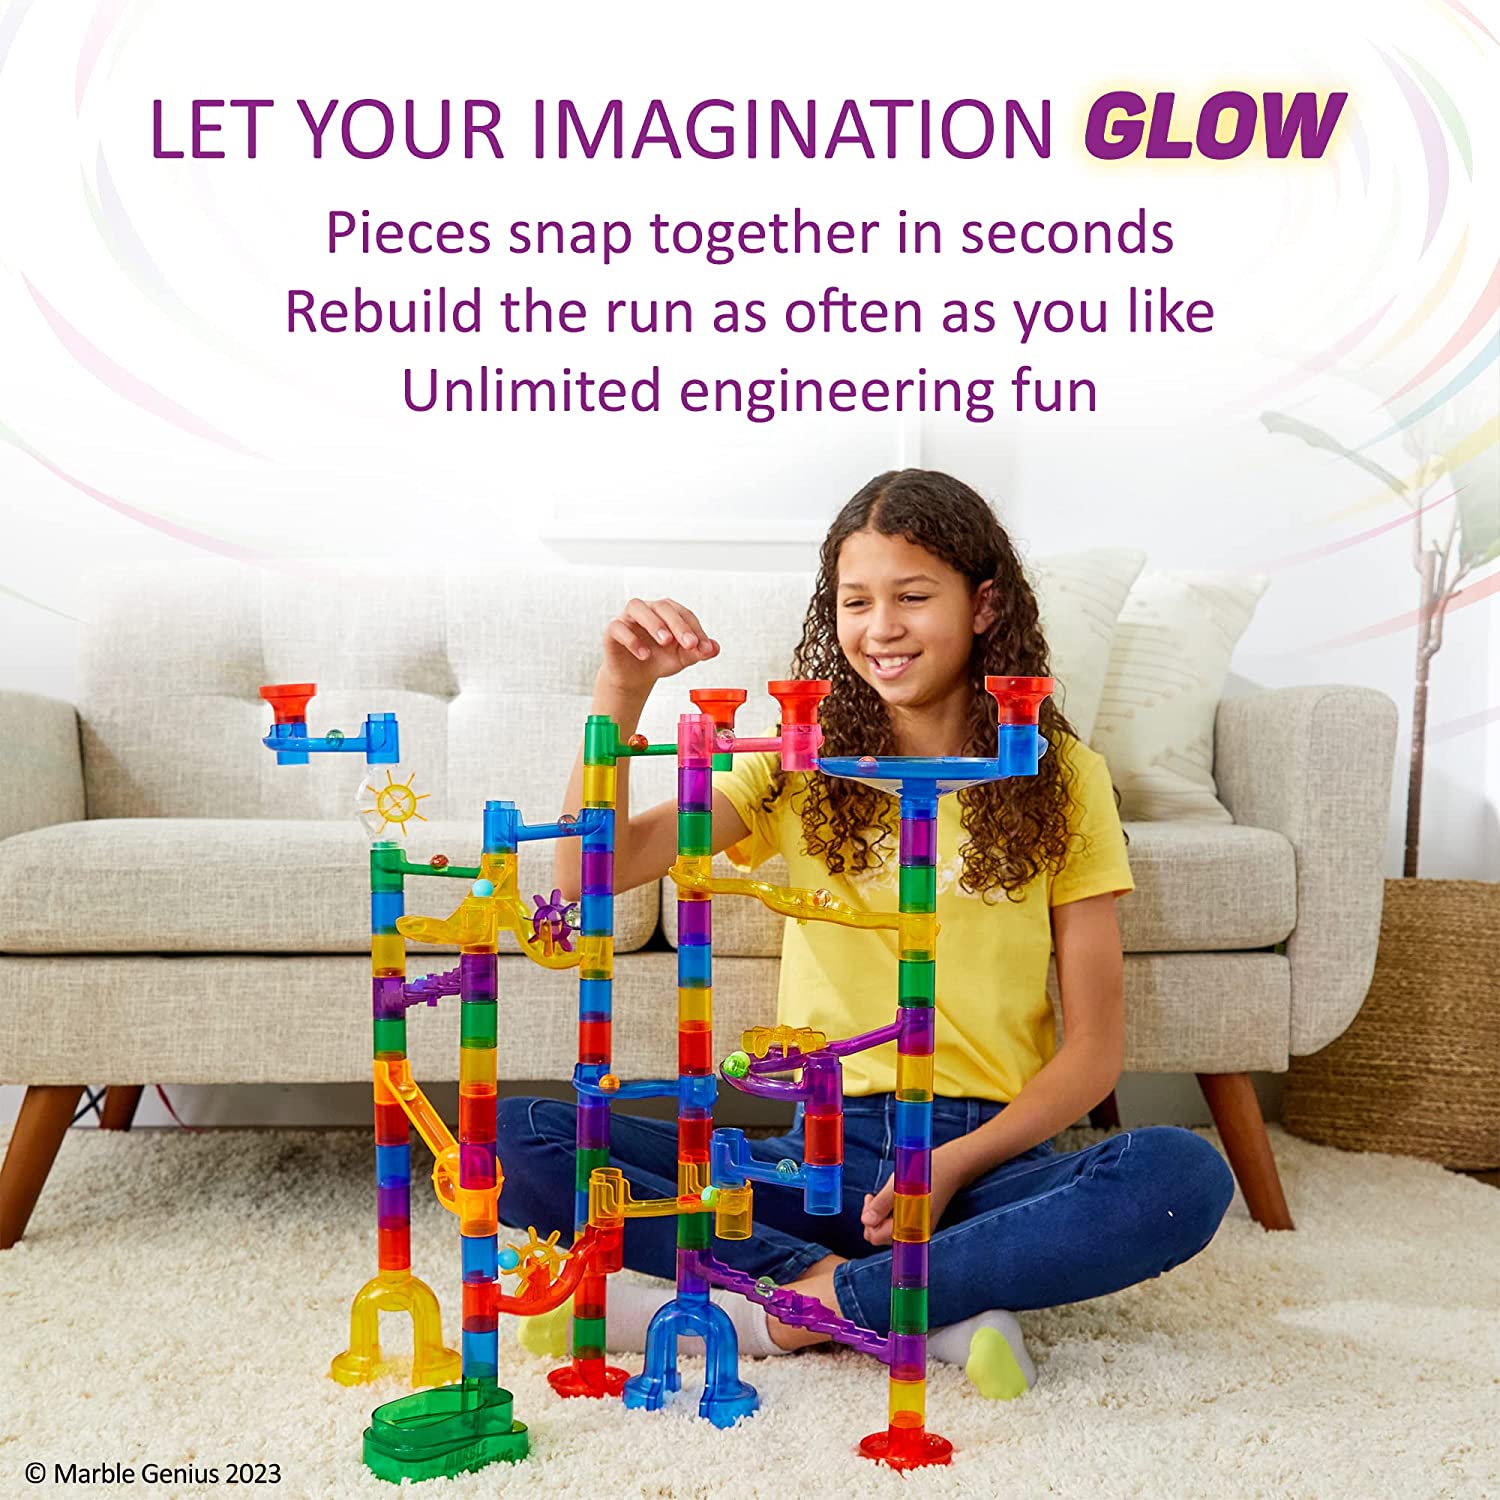 LET YOUR IMAGINATION GLOW
Pieces snap together in seconds
Rebuild the run as often as you like
Unlimited engineering fun
MARBLE
© Marble Genius 2023